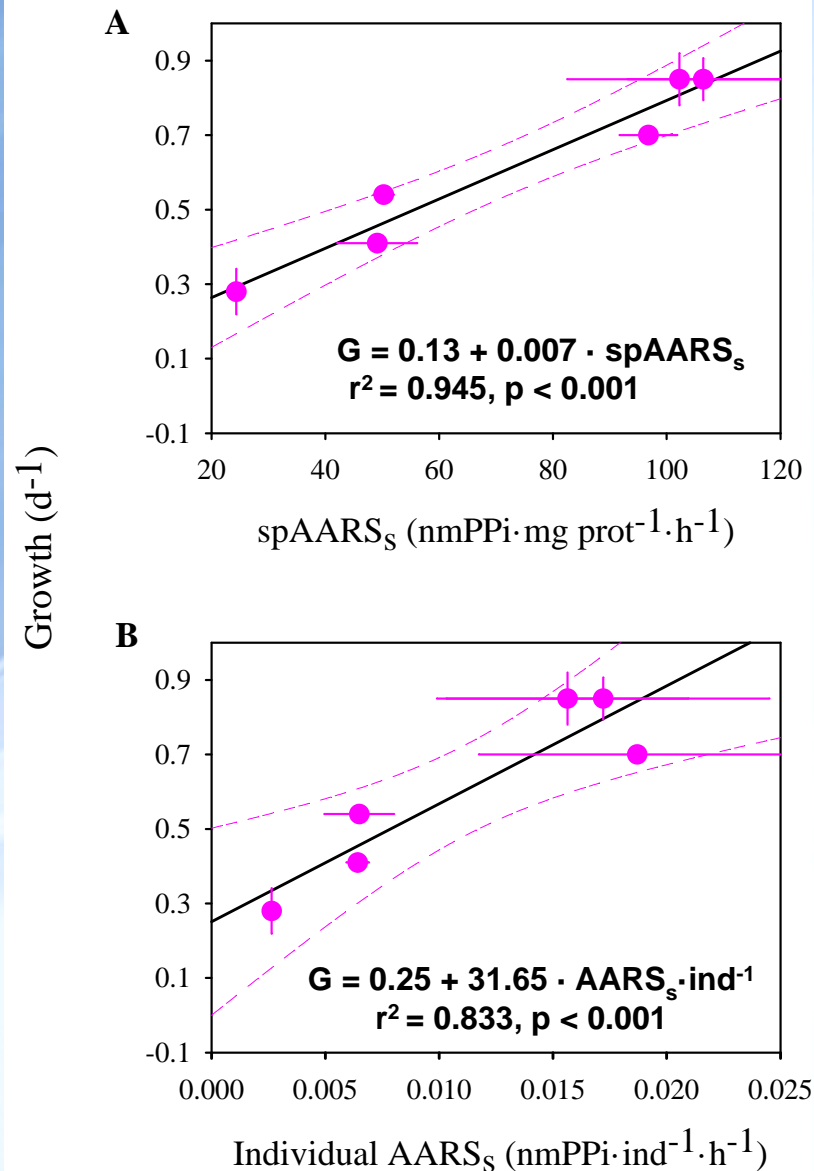 A
0.9
0.7
0.5
0.3
0.1
-0.1
G = 0.13 + 0.007 · spAARSₛ
r² = 0.945, p < 0.001
20 40 60 80 100 120
spAARS_S (nmPPi·mg prot⁻¹·h⁻¹)
Growth (d⁻¹)
B
0.9
0.7
0.5
0.3
0.1
-0.1
G = 0.25 + 31.65 · AARSₛ·ind⁻¹
r² = 0.833, p < 0.001
0.000 0.005 0.010 0.015 0.020 0.025
Individual AARS_S (nmPPi·ind⁻¹·h⁻¹)